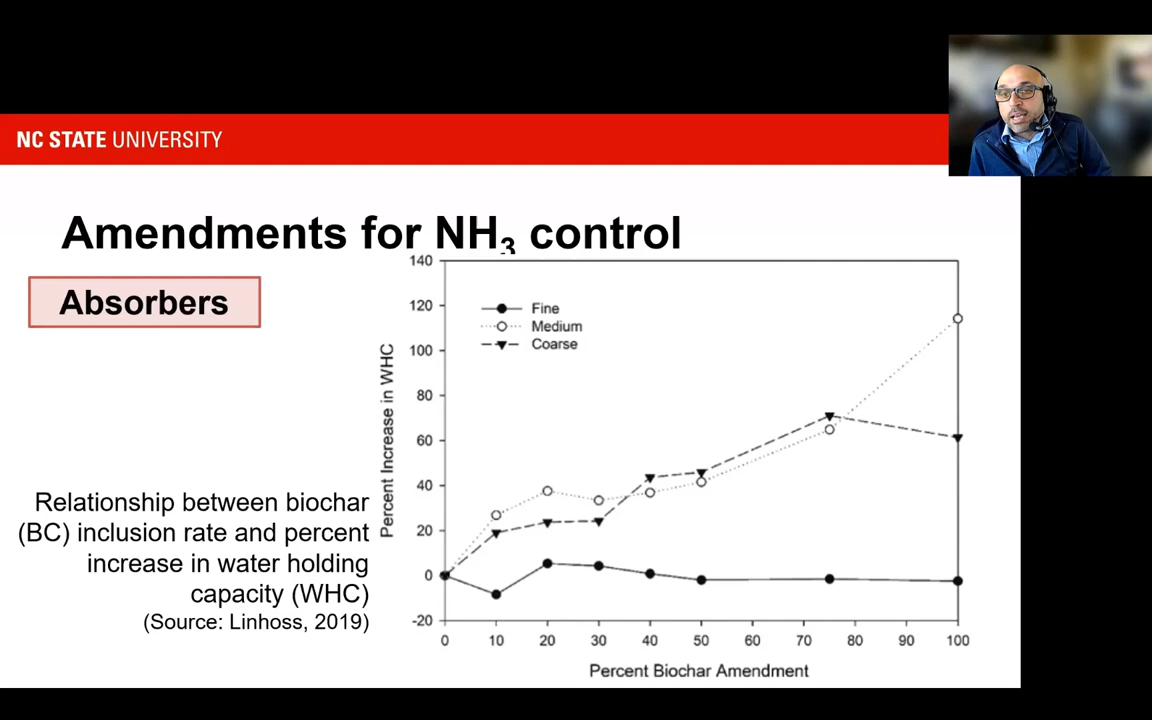 NC STATE UNIVERSITY
Amendments for NH₃ control
Absorbers
Relationship between biochar
(BC) inclusion rate and percent
increase in water holding
capacity (WHC)
(Source: Linhoss, 2019)
Percent Increase in WHC
140
120
100
80
60
40
20
0
-20
Fine
Medium
Coarse
0 10 20 30 40 50 60 70 80 90 100
Percent Biochar Amendment